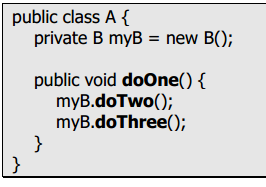 public class A {
    private B myB = new B();
    public void doOne() {
        myB.doTwo();
        myB.doThree();
    }
}